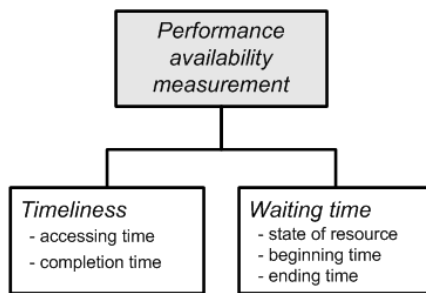 Performance
availability
measurement
Timeliness
- accessing time
- completion time
Waiting time
- state of resource
- beginning time
- ending time